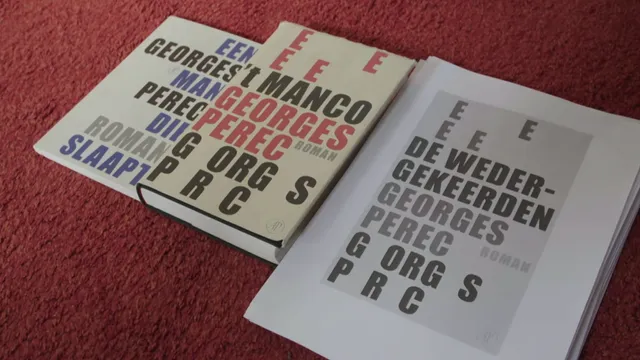 EEN
GEORGES
MAN
PEREC
DIE
ROMAN
SLAAPT
E
E E
E
'T MANCO
GEORGES
PEREC
ROMAN
G ORG S
P R C
E
E E
DE WEDER-
GEKEERDEN
GEORGES
PEREC
ROMAN
G ORG S
P R C